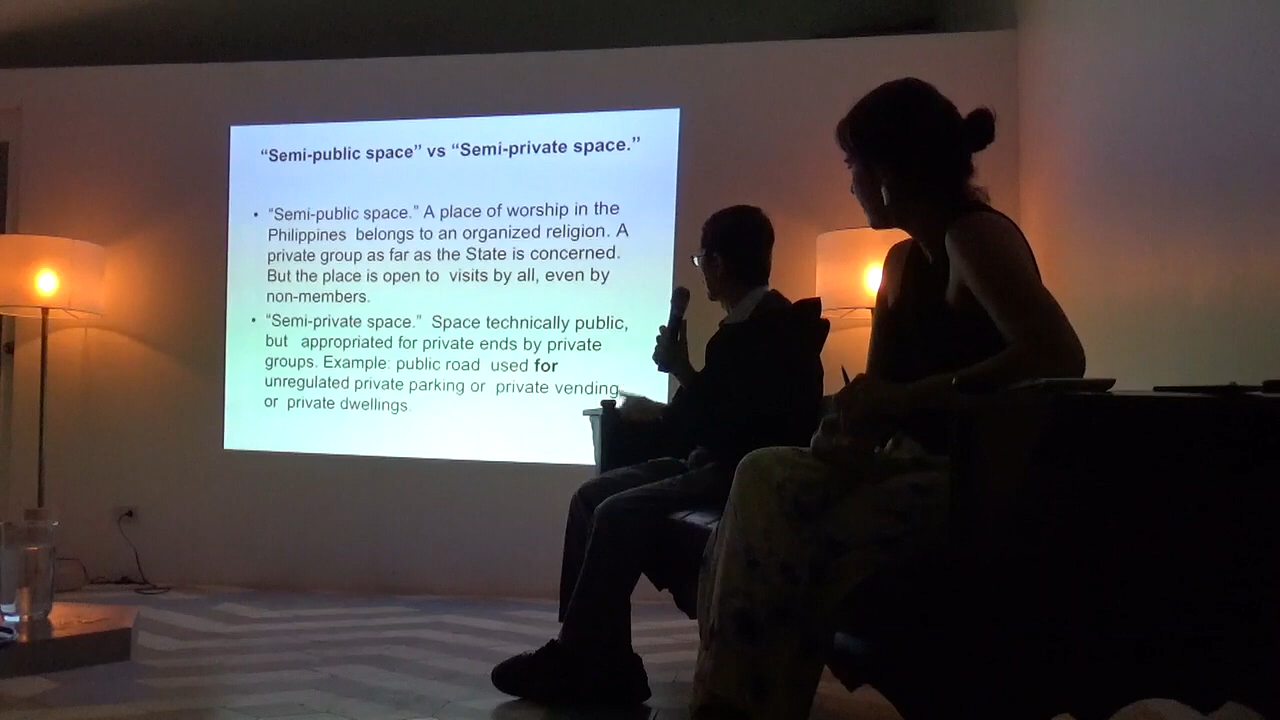 “Semi-public space” vs “Semi-private space.”
• “Semi-public space.” A place of worship in the
Philippines belongs to an organized religion. A
private group as far as the State is concerned.
But the place is open to visits by all, even by
non-members.
• “Semi-private space.” Space technically public,
but appropriated for private ends by private
groups. Example: public road used for
unregulated private parking or private vending
or private dwellings.